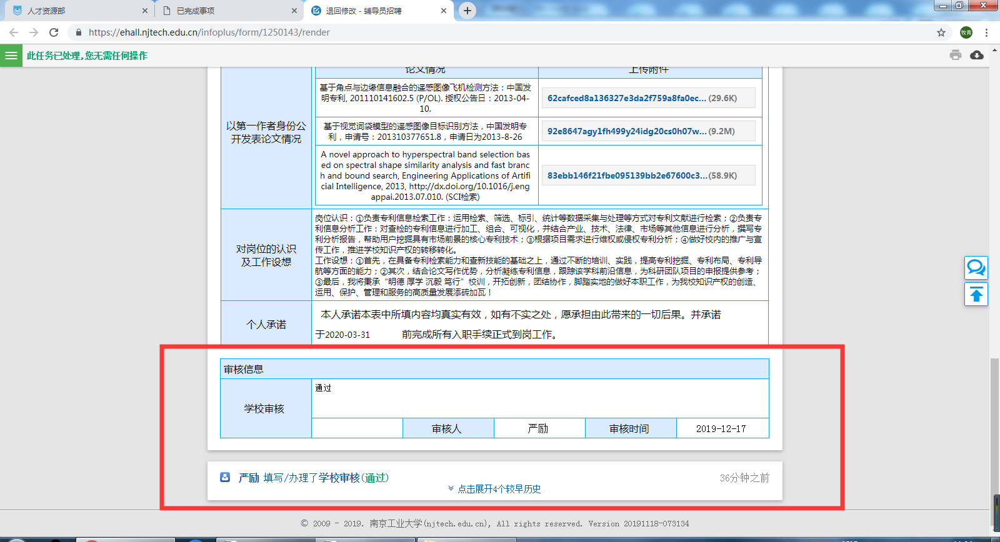 人才资源部
已完成事项
退回修改 - 辅导员招聘
https://ehall.njtech.edu.cn/infoplus/form/1250143/render
牧青
此任务已处理,您无需任何操作
论文情况
上传附件
以第一作者身份公
开发表论文情况
基于角点与边缘信息融合的遥感图像飞机检测方法：中国发
明专利, 201110141602.5 (P/OL). 授权公告日：2013-04-
10.
62cafced8a136327e3da2f759a8fa0ec... (29.6K)
基于视觉词袋模型的遥感图像目标识别方法，中国发明专
利，申请号：201310377651.8，申请日为2013-8-26
92e8647agy1fh499y24idg20cs0h07w... (9.2M)
A novel approach to hyperspectral band selection bas
ed on spectral shape similarity analysis and fast branc
h and bound search, Engineering Applications of Artifi
cial Intelligence, 2013, http://dx.doi.org/10.1016/j.eng
appai.2013.07.010. (SCI检索)
83ebb146f21fbe095139bb2e67600c3... (58.9K)
对岗位的认识
及工作设想
岗位认识：①负责专利信息检索工作：运用检索、筛选、标引、统计等数据采集与处理等方式对专利文献进行检索；②负责专
利信息分析工作：对查检的专利信息进行加工、组合、可视化，并结合产业、技术、法律、市场等其他信息进行分析，撰写专
利分析报告，帮助用户挖掘具有市场前景的核心专利技术；③根据项目需求进行维权或侵权专利分析；④做好校内的推广与宣
传工作，推进学校知识产权的转移转化。
工作设想：①首先，在具备专利检索能力和查新技能的基础之上，通过不断的培训、实践，提高专利挖掘、专利布局、专利导
航等方面的能力；②其次，结合论文写作优势，分析凝练专利信息，跟踪该学科前沿信息，为科研团队项目的申报提供参考；
③最后，我将秉承“明德 厚学 沉毅 笃行”校训，开拓创新，团结协作，脚踏实地的做好本职工作，为我校知识产权的创造、
运用、保护、管理和服务的高质量发展添砖加瓦！
个人承诺
本人承诺本表中所填内容均真实有效，如有不实之处，愿承担由此带来的一切后果。并承诺
于2020-03-31 前完成所有入职手续正式到岗工作。
审核信息
学校审核
通过
审核人
严励
审核时间
2019-12-17
严励 填写/办理了学校审核(通过)
36分钟之前
点击展开4个较早历史
© 2009 - 2019. 南京工业大学(njtech.edu.cn), All rights reserved. Version 20191118-073134